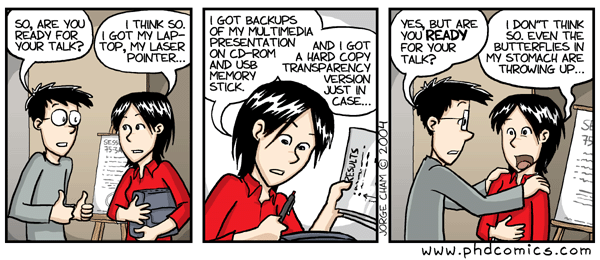 SO, ARE YOU
READY FOR
YOUR TALK?
I THINK SO.
I GOT MY LAP-
TOP, MY LASER
POINTER...
I GOT BACKUPS
OF MY MULTIMEDIA
PRESENTATION
ON CD-ROM
AND USB
MEMORY
STICK.
AND I GOT
A HARD COPY
TRANSPARENCY
VERSION
JUST IN
CASE...
RESULTS
JORGE CHAM © 2004
YES, BUT ARE
YOU READY
FOR YOUR
TALK?
I DON'T THINK
SO. EVEN THE
BUTTERFLIES IN
MY STOMACH ARE
THROWING UP...
www.phdcomics.com